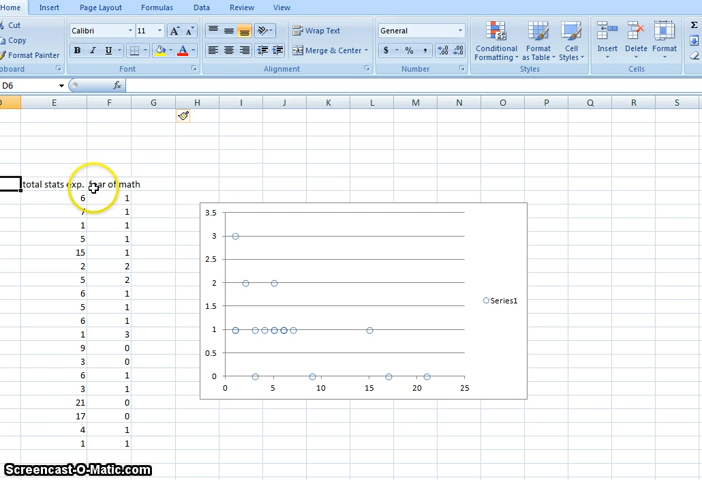 Home Insert Page Layout Formulas Data Review View
Cut Calibri 11 Wrap Text General
Copy Conditional Format Cell Insert Delete Format
Format Painter B I U A Merge & Center $ % , Formatting as Table Styles
Clipboard Font Alignment Number Styles Cells
D6 fx
E F G H I J K L M N O P Q R S
total stats exp. fear of math
6 1
7 1
1 1
5 1
15 1
2 2
5 2
6 1
5 1
6 1
1 3
9 0
3 0
6 1
3 1
21 0
17 0
4 1
1 1
3.5
3
2.5
2
1.5
1
0.5
0
0 5 10 15 20 25
Series1
Screencast-O-Matic.com